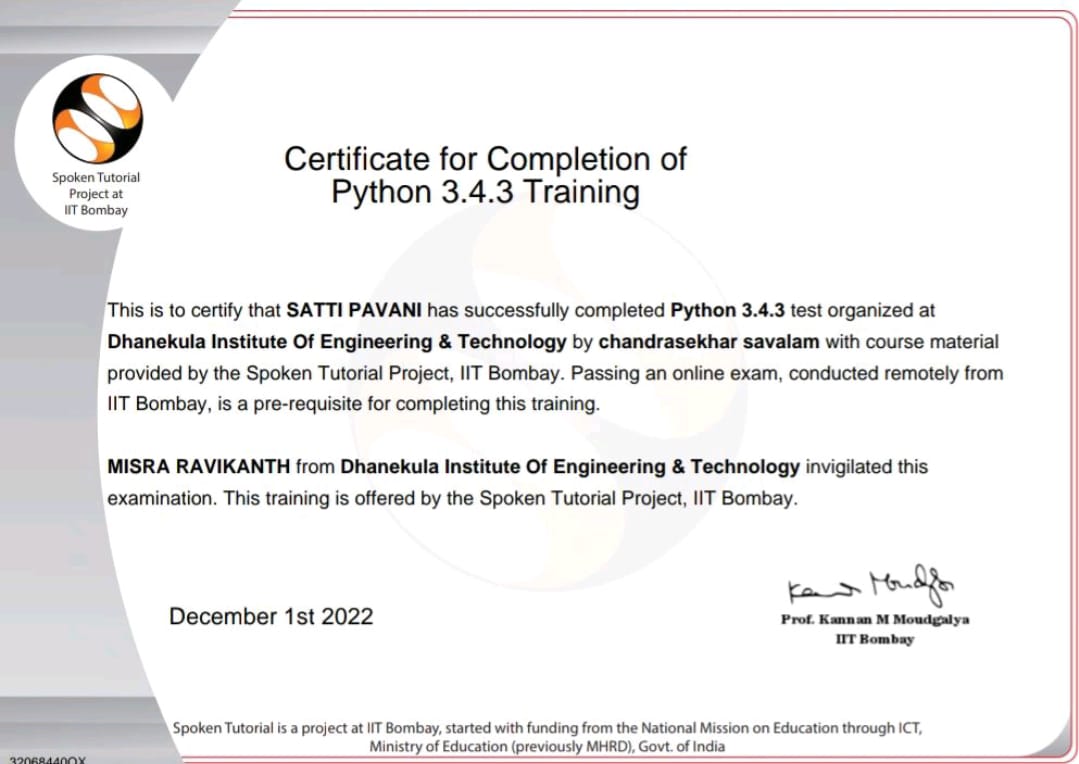 Spoken Tutorial
Project at
IIT Bombay
Certificate for Completion of
Python 3.4.3 Training
This is to certify that SATTI PAVANI has successfully completed Python 3.4.3 test organized at
Dhanekula Institute Of Engineering & Technology by chandrasekhar savalam with course material
provided by the Spoken Tutorial Project, IIT Bombay. Passing an online exam, conducted remotely from
IIT Bombay, is a pre-requisite for completing this training.
MISRA RAVIKANTH from Dhanekula Institute Of Engineering & Technology invigilated this
examination. This training is offered by the Spoken Tutorial Project, IIT Bombay.
December 1st 2022
Prof. Kannan M Moudgalya
IIT Bombay
Spoken Tutorial is a project at IIT Bombay, started with funding from the National Mission on Education through ICT,
Ministry of Education (previously MHRD), Govt. of India